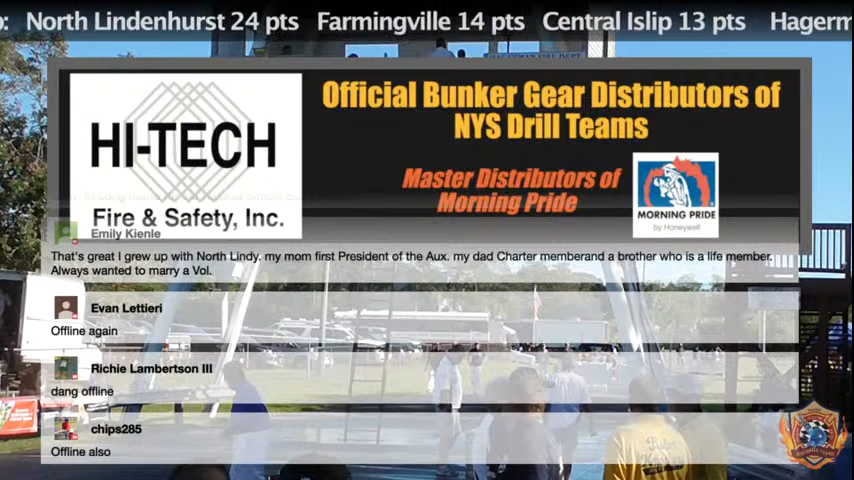 : North Lindenhurst 24 pts Farmingville 14 pts Central Islip 13 pts Hagerm
HI-TECH
Fire & Safety, Inc.
Official Bunker Gear Distributors of
NYS Drill Teams
Master Distributors of
Morning Pride
MORNING PRIDE
by Honeywell
Emily Kienle
That's great I grew up with North Lindy. my mom first President of the Aux. my dad Charter memberand a brother who is a life member.
Always wanted to marry a Vol.
Evan Lettieri
Offline again
Richie Lambertson III
dang offline
chips285
Offline also